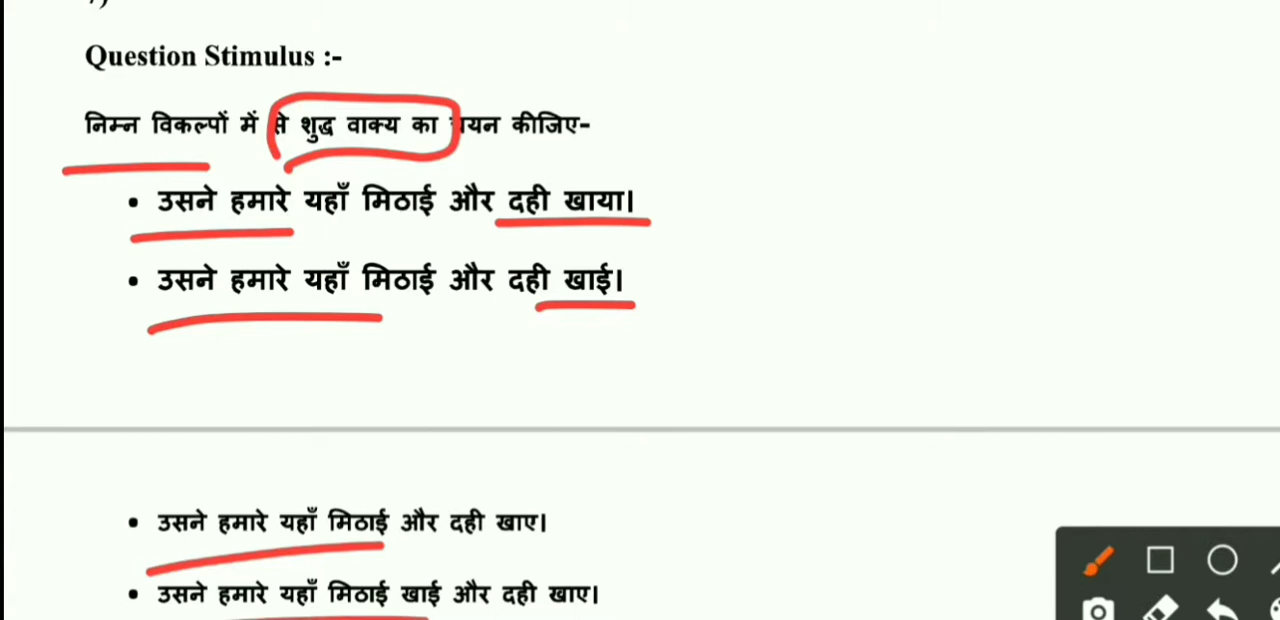 Question Stimulus :-
निम्न विकल्पों में से शुद्ध वाक्य का चयन कीजिए-
• उसने हमारे यहाँ मिठाई और दही खाया।
• उसने हमारे यहाँ मिठाई और दही खाई।
• उसने हमारे यहाँ मिठाई और दही खाए।
• उसने हमारे यहाँ मिठाई खाई और दही खाए।